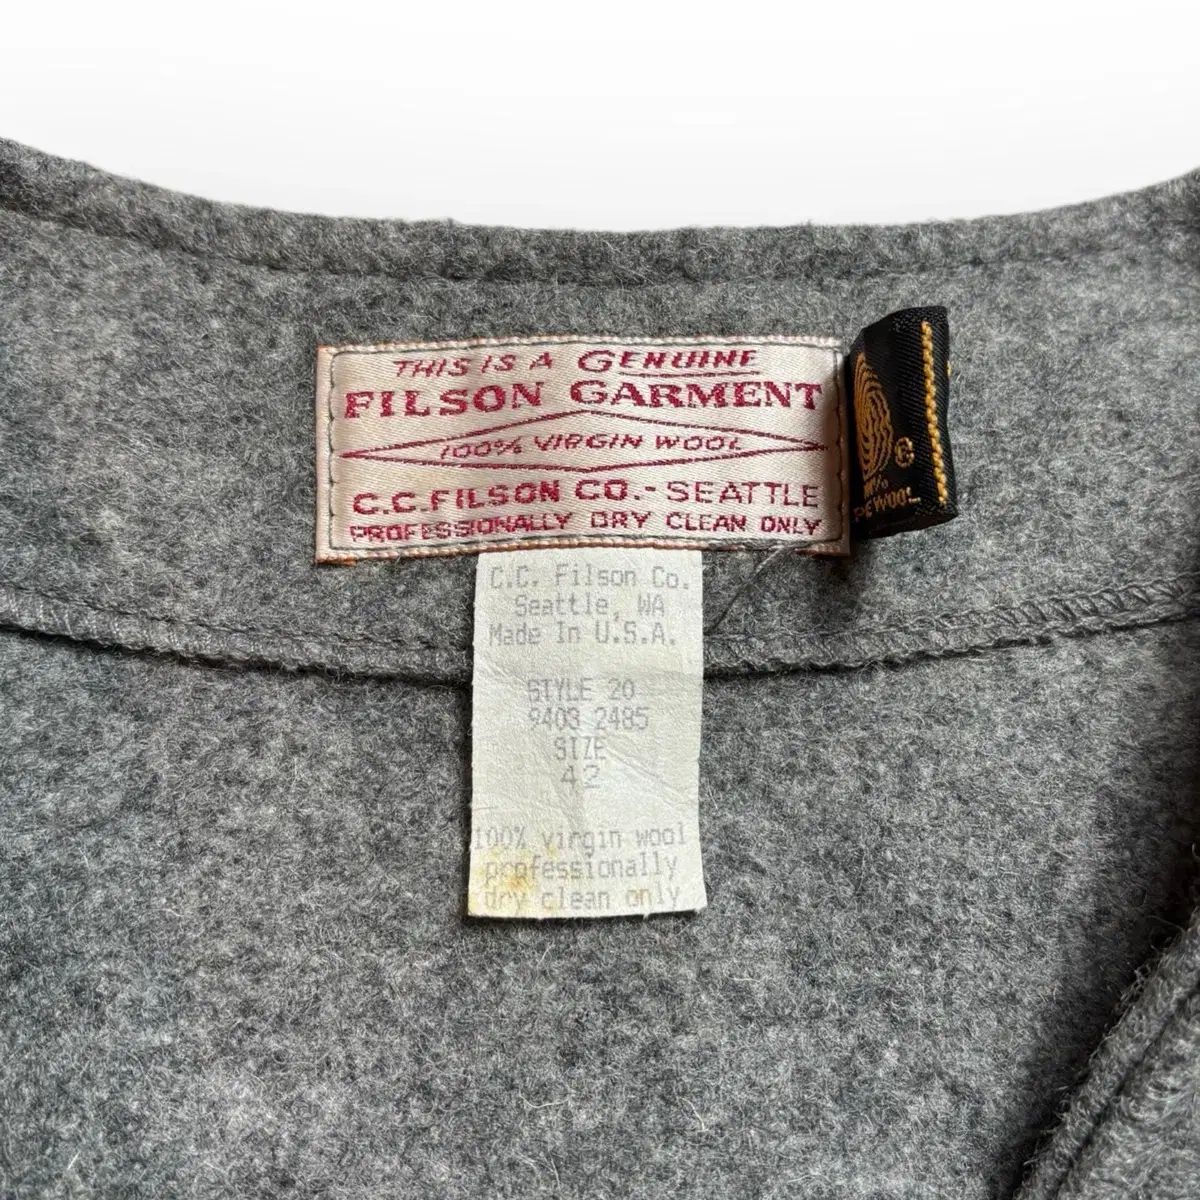 THIS IS A GENUINE
FILSON GARMENT
100% VIRGIN WOOL
C.C. FILSON CO. - SEATTLE
PROFESSIONALLY DRY CLEAN ONLY
C.C. Filson Co.
Seattle, WA
Made In U.S.A.
STYLE 20
9403 2485
SIZE
42
100% virgin wool
professionally
dry clean only
WOOL